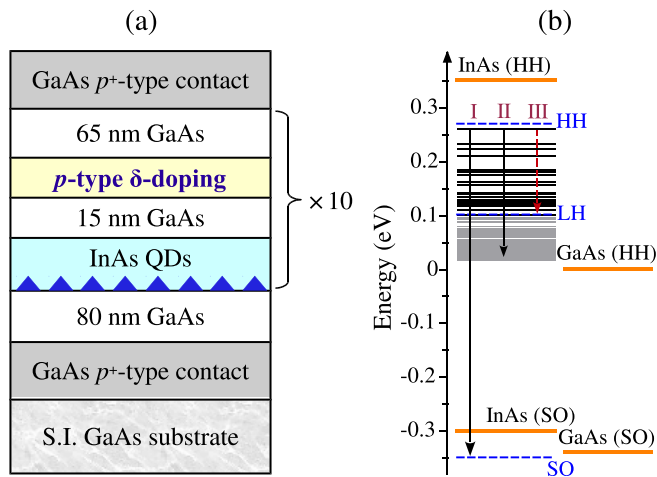 (a)
GaAs p⁺-type contact
65 nm GaAs
p-type δ-doping
15 nm GaAs
InAs QDs
80 nm GaAs
GaAs p⁺-type contact
S.I. GaAs substrate
×10
(b)
InAs (HH)
I II III
HH
LH
GaAs (HH)
InAs (SO)
GaAs (SO)
SO
Energy (eV)
0.3
0.2
0.1
0
-0.1
-0.2
-0.3